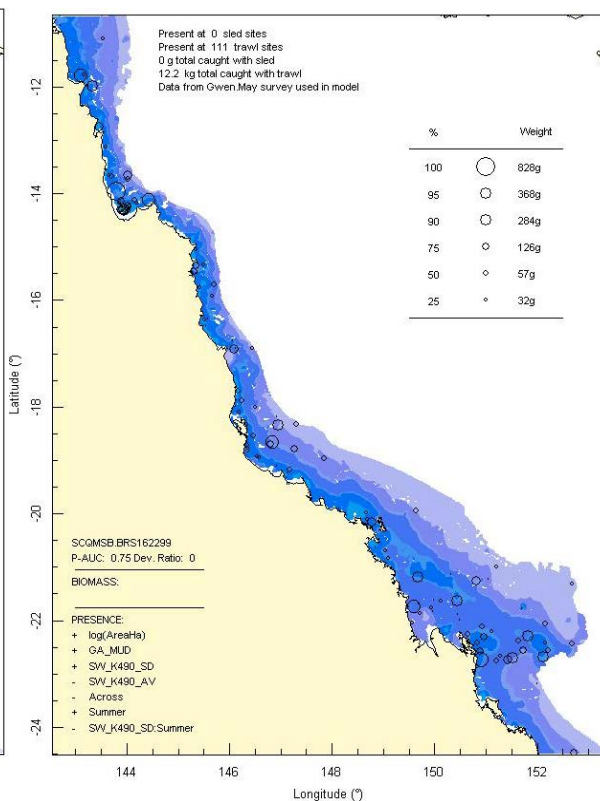 Present at 0 sled sites
Present at 111 trawl sites
0 g total caught with sled
12.2 kg total caught with trawl
Data from Gwen.May survey used in model
% Weight
100 828g
95 368g
90 284g
75 126g
50 57g
25 32g
-12
-14
-16
-18
-20
-22
-24
Latitude (°)
SCQMSB.BRS162299
P-AUC: 0.75 Dev. Ratio: 0
BIOMASS:
PRESENCE:
+ log(AreaHa)
+ GA_MUD
+ SW_K490_SD
- SW_K490_AV
- Across
+ Summer
- SW_K490_SD:Summer
144 146 148 150 152
Longitude (°)